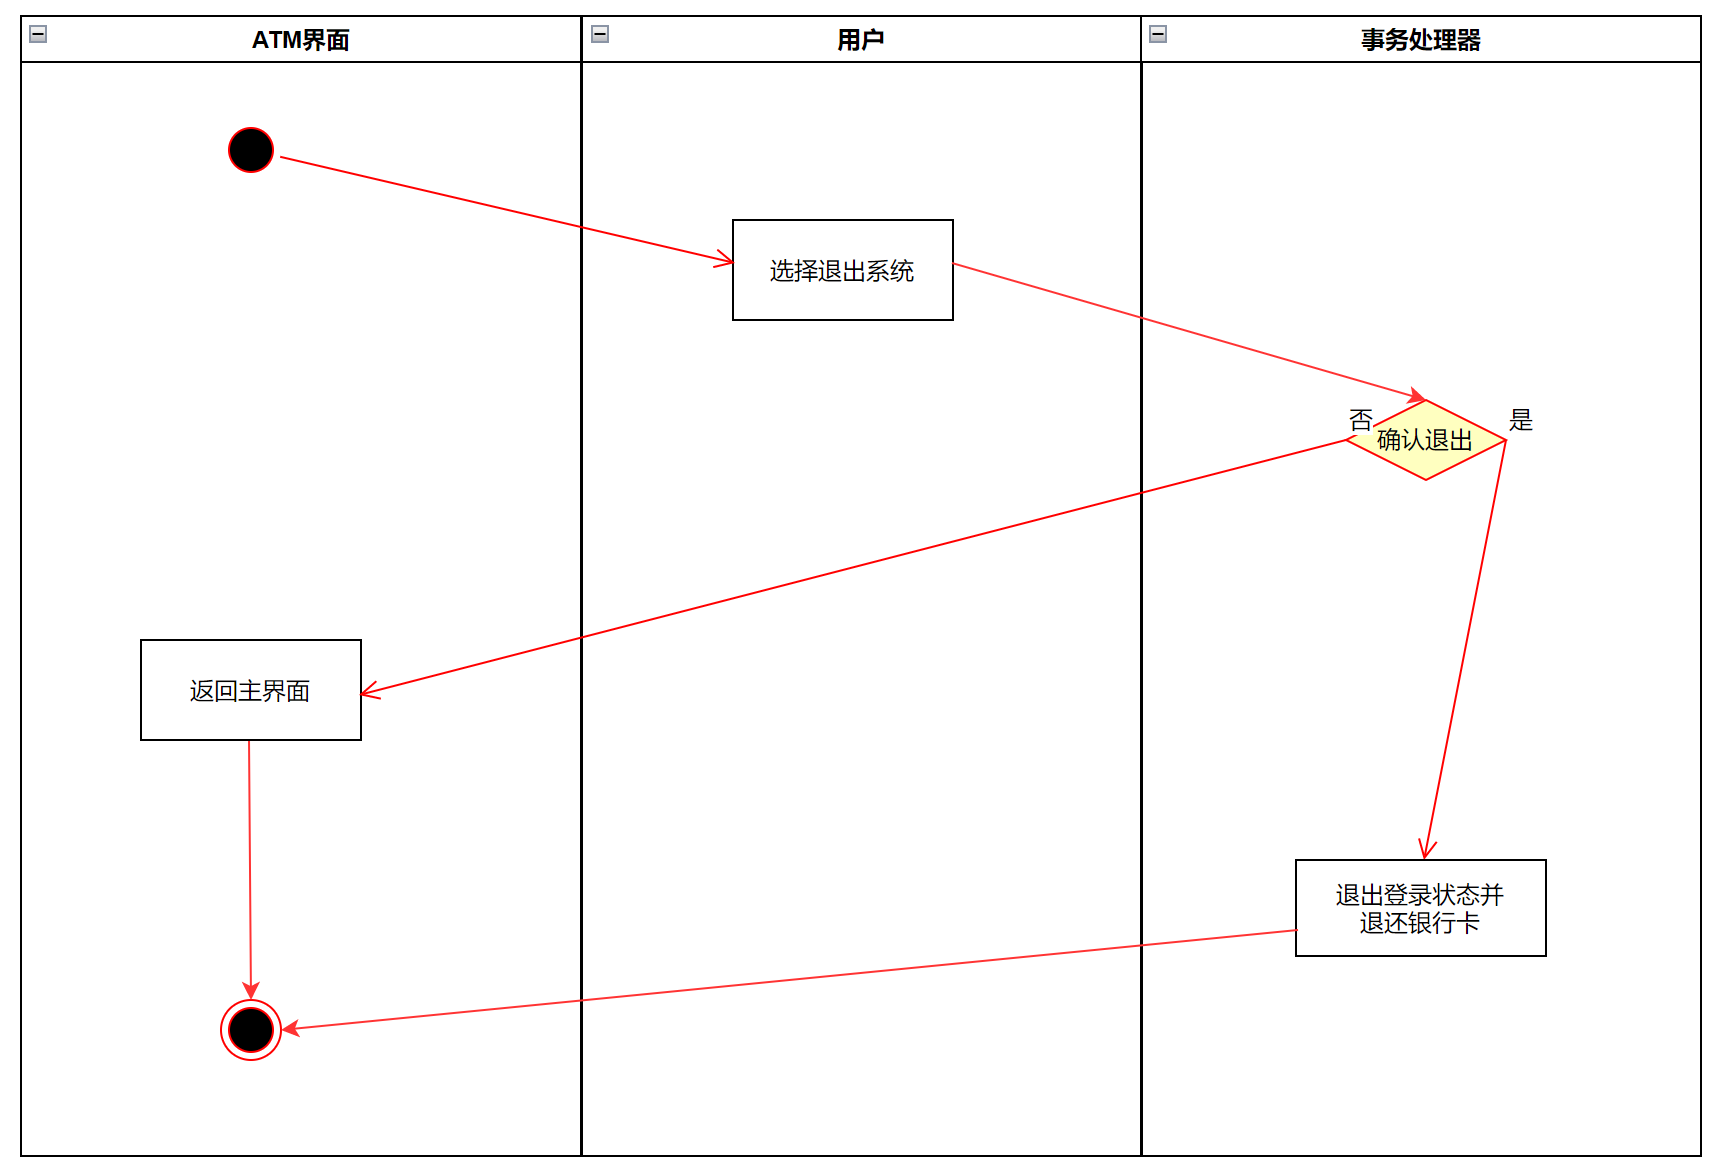 ATM界面
用户
事务处理器
选择退出系统
否
确认退出
是
返回主界面
退出登录状态并
退还银行卡